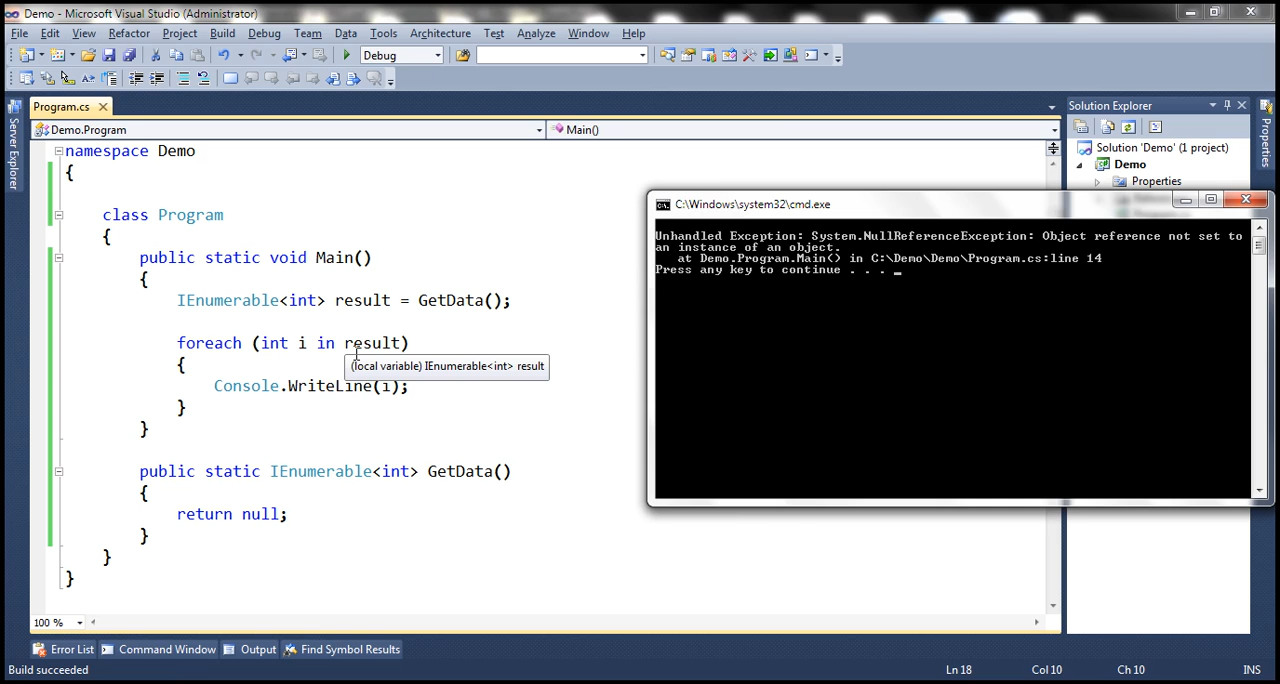 Demo - Microsoft Visual Studio (Administrator)
File Edit View Refactor Project Build Debug Team Data Tools Architecture Test Analyze Window Help
Debug
Server Explorer
Program.cs
Demo.Program
Main()
Solution Explorer
Properties
Solution 'Demo' (1 project)
Demo
Properties
namespace Demo
{
class Program
{
public static void Main()
{
IEnumerable<int> result = GetData();
foreach (int i in result)
{
(local variable) IEnumerable<int> result
Console.WriteLine(i);
}
}
public static IEnumerable<int> GetData()
{
return null;
}
}
}
C:\Windows\system32\cmd.exe
Unhandled Exception: System.NullReferenceException: Object reference not set to
an instance of an object.
at Demo.Program.Main() in C:\Demo\Demo\Program.cs:line 14
Press any key to continue . . . _
100 %
Error List Command Window Output Find Symbol Results
Build succeeded
Ln 18 Col 10 Ch 10 INS